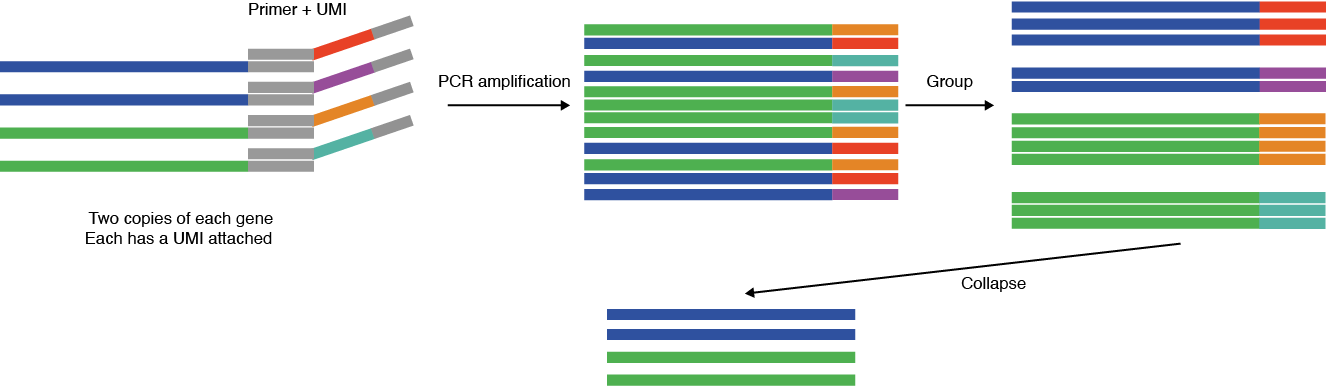 Primer + UMI
PCR amplification
Group
Two copies of each gene
Each has a UMI attached
Collapse